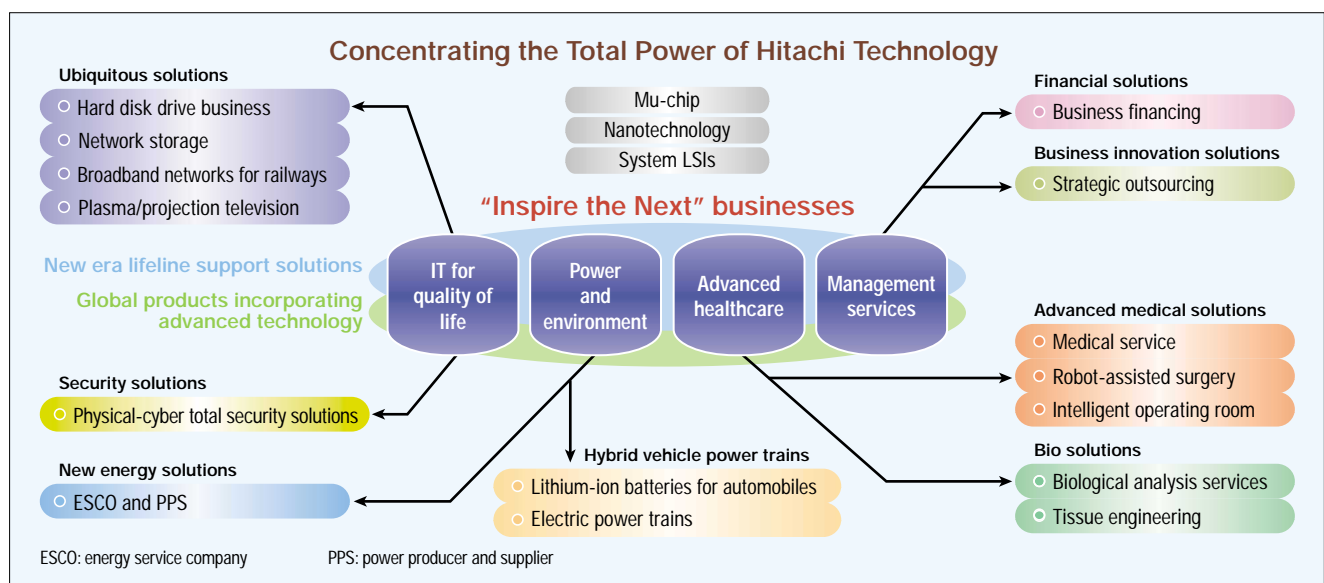 Concentrating the Total Power of Hitachi Technology
Ubiquitous solutions
Hard disk drive business
Network storage
Broadband networks for railways
Plasma/projection television
Mu-chip
Nanotechnology
System LSIs
Financial solutions
Business financing
Business innovation solutions
Strategic outsourcing
“Inspire the Next” businesses
New era lifeline support solutions
Global products incorporating
advanced technology
IT for
quality of
life
Power
and
environment
Advanced
healthcare
Management
services
Security solutions
Physical-cyber total security solutions
New energy solutions
ESCO and PPS
Hybrid vehicle power trains
Lithium-ion batteries for automobiles
Electric power trains
Advanced medical solutions
Medical service
Robot-assisted surgery
Intelligent operating room
Bio solutions
Biological analysis services
Tissue engineering
ESCO: energy service company
PPS: power producer and supplier